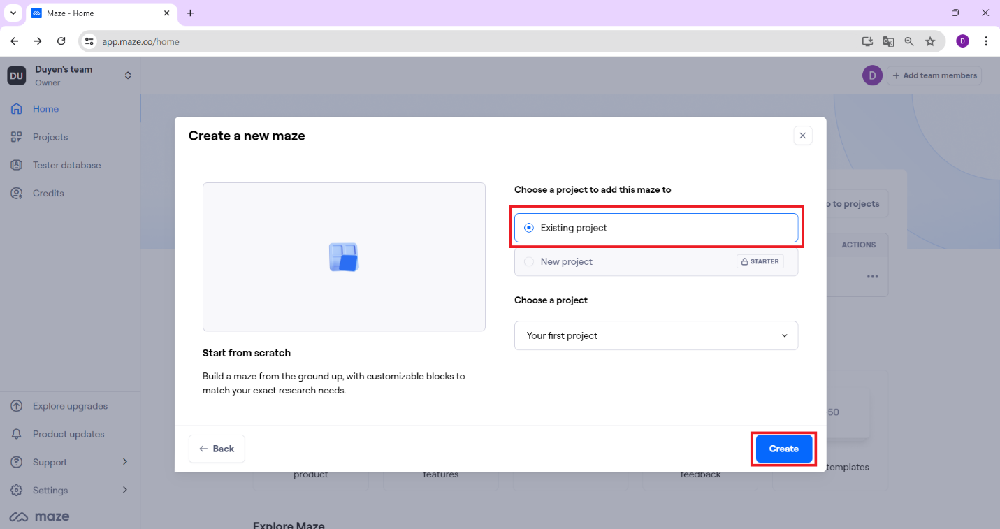 Maze - Home
app.maze.co/home
D
DU
Duyen's team
Owner
Home
Projects
Tester database
Credits
D
Add team members
Create a new maze
Start from scratch
Build a maze from the ground up, with customizable blocks to
match your exact research needs.
Choose a project to add this maze to
Existing project
New project
STARTER
Choose a project
Your first project
Back
Create
o to projects
ACTIONS
50
product
features
feedback
templates
Explore Maze
Explore upgrades
Product updates
Support
Settings
maze